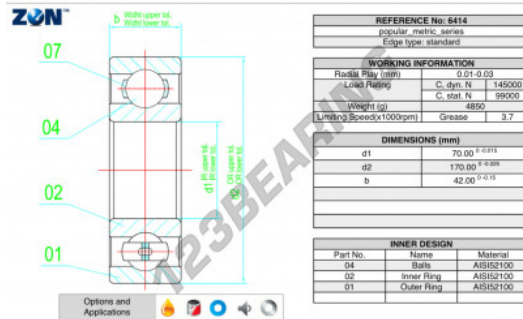 ZEN
b Width upper tol.
Width lower tol.
07
04
02
01
d1 IR upper tol.
IR lower tol.
d2 OR upper tol.
OR lower tol.
123BEARING
Options and
Applications
REFERENCE No: 6414
popular_metric_series
Edge type: standard
WORKING INFORMATION
Radial Play (mm) 0.01-0.03
Load Rating C, dyn. N 145000
C, stat. N 99000
Weight (g) 4850
Limiting Speed(x1000rpm) Grease 3.7
DIMENSIONS (mm)
d1 70.00 0 -0.015
d2 170.00 0 -0.025
b 42.00 0 -0.15
INNER DESIGN
Part No. Name Material
04 Balls AISI52100
02 Inner Ring AISI52100
01 Outer Ring AISI52100